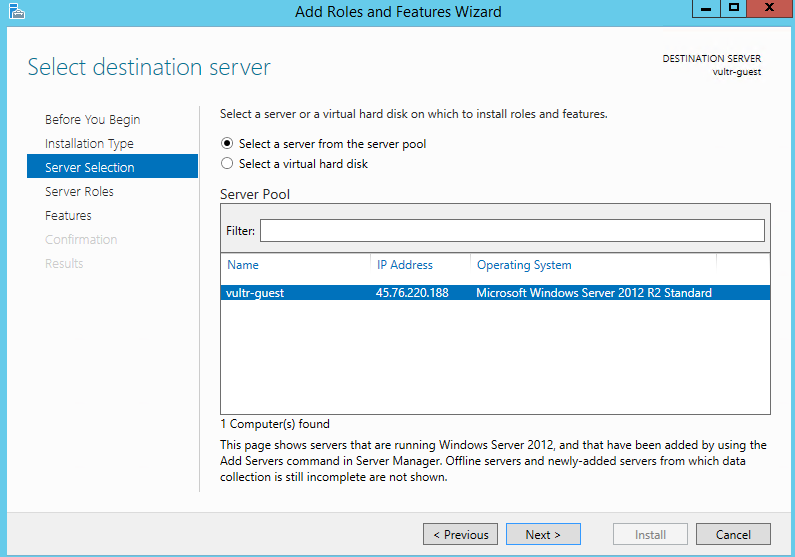 Add Roles and Features Wizard
X
Select destination server
DESTINATION SERVER
vultr-guest
Before You Begin
Installation Type
Server Selection
Server Roles
Features
Confirmation
Results
Select a server or a virtual hard disk on which to install roles and features.
Select a server from the server pool
Select a virtual hard disk
Server Pool
Filter:
Name IP Address Operating System
vultr-guest 45.76.220.188 Microsoft Windows Server 2012 R2 Standard
1 Computer(s) found
This page shows servers that are running Windows Server 2012, and that have been added by using the
Add Servers command in Server Manager. Offline servers and newly-added servers from which data
collection is still incomplete are not shown.
< Previous Next > Install Cancel